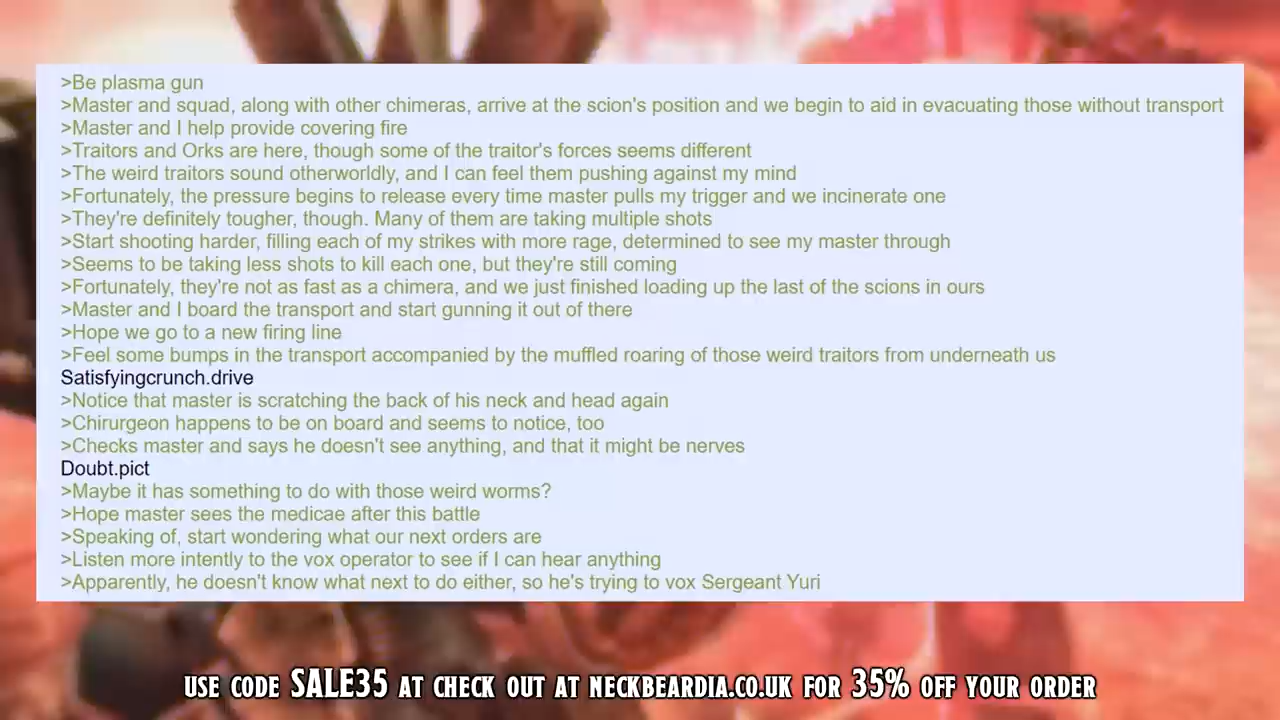 >Be plasma gun
>Master and squad, along with other chimeras, arrive at the scion's position and we begin to aid in evacuating those without transport
>Master and I help provide covering fire
>Traitors and Orks are here, though some of the traitor's forces seems different
>The weird traitors sound otherworldly, and I can feel them pushing against my mind
>Fortunately, the pressure begins to release every time master pulls my trigger and we incinerate one
>They're definitely tougher, though. Many of them are taking multiple shots
>Start shooting harder, filling each of my strikes with more rage, determined to see my master through
>Seems to be taking less shots to kill each one, but they're still coming
>Fortunately, they're not as fast as a chimera, and we just finished loading up the last of the scions in ours
>Master and I board the transport and start gunning it out of there
>Hope we go to a new firing line
>Feel some bumps in the transport accompanied by the muffled roaring of those weird traitors from underneath us
Satisfyingcrunch.drive
>Notice that master is scratching the back of his neck and head again
>Chirurgeon happens to be on board and seems to notice, too
>Checks master and says he doesn't see anything, and that it might be nerves
Doubt.pict
>Maybe it has something to do with those weird worms?
>Hope master sees the medicae after this battle
>Speaking of, start wondering what our next orders are
>Listen more intently to the vox operator to see if I can hear anything
>Apparently, he doesn't know what next to do either, so he's trying to vox Sergeant Yuri
USE CODE SALE35 AT CHECK OUT AT NECKBEARDIA.CO.UK FOR 35% OFF YOUR ORDER